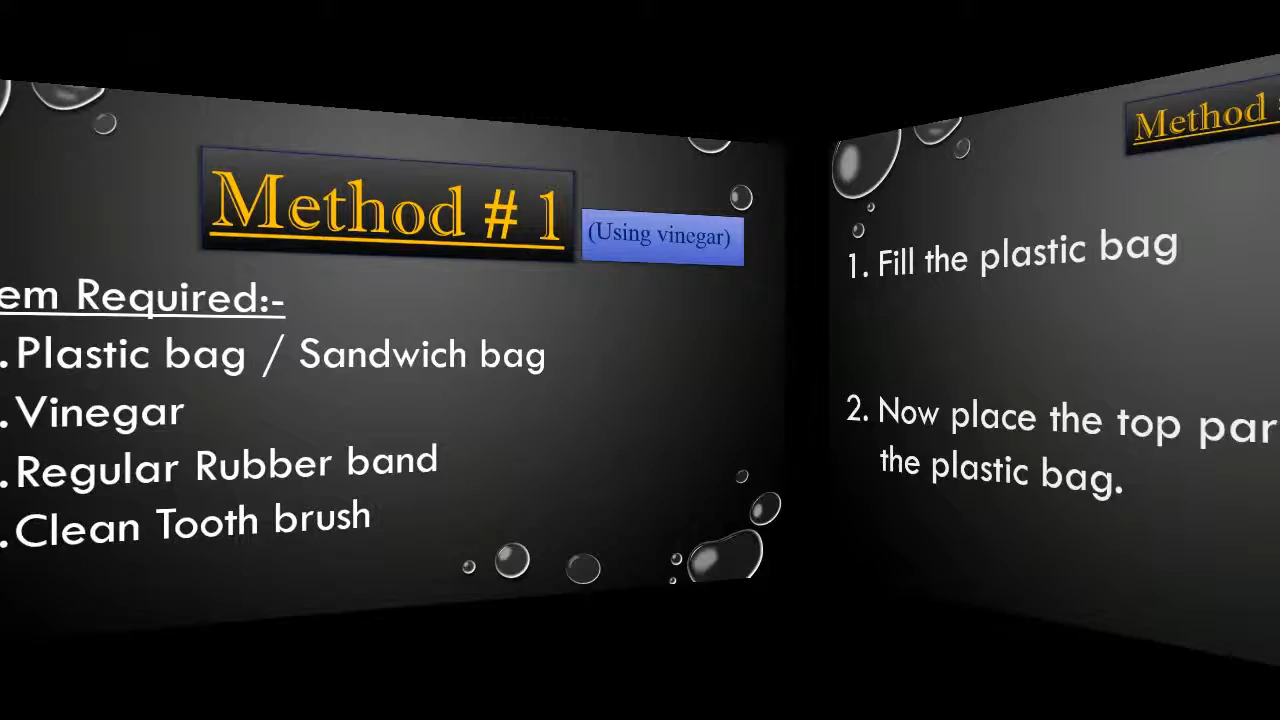 Method # 1
(Using vinegar)
em Required:-
.Plastic bag / Sandwich bag
.Vinegar
.Regular Rubber band
.Clean Tooth brush
Method
1. Fill the plastic bag
2. Now place the top par
the plastic bag.